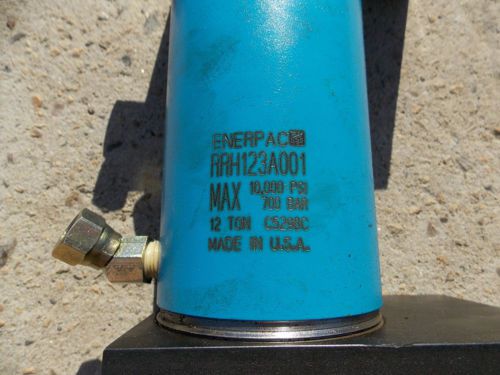 ENERPAC
RRH123A001
MAX 10,000 PSI
700 BAR
12 TON C5298C
MADE IN U.S.A.